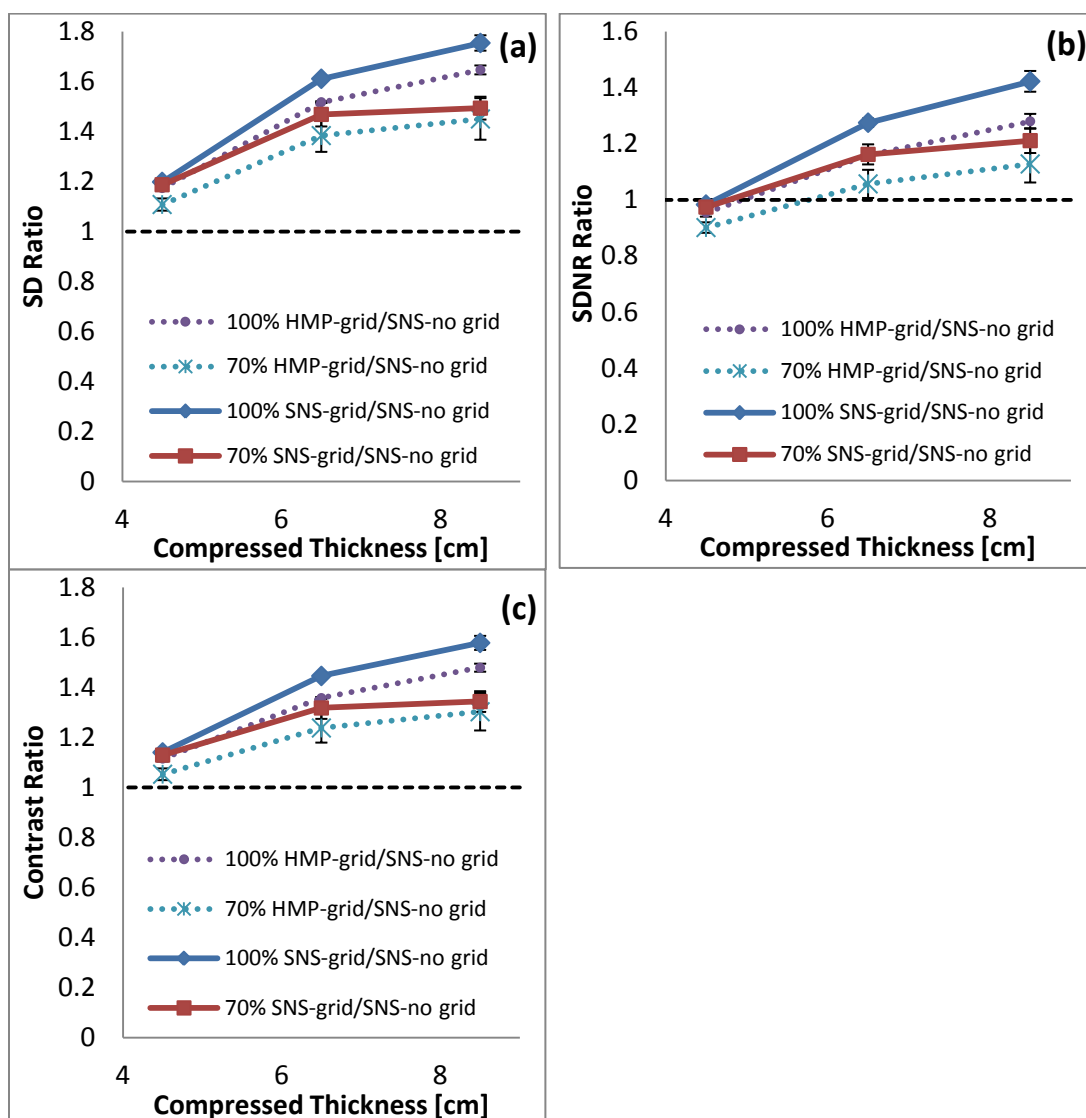 (a)
SD Ratio
1.8
1.6
1.4
1.2
1
0.8
0.6
0.4
0.2
0
100% HMP-grid/SNS-no grid
70% HMP-grid/SNS-no grid
100% SNS-grid/SNS-no grid
70% SNS-grid/SNS-no grid
4 6 8
Compressed Thickness [cm]
(b)
SDNR Ratio
1.6
1.4
1.2
1
0.8
0.6
0.4
0.2
0
100% HMP-grid/SNS-no grid
70% HMP-grid/SNS-no grid
100% SNS-grid/SNS-no grid
70% SNS-grid/SNS-no grid
4 6 8
Compressed Thickness [cm]
(c)
Contrast Ratio
1.8
1.6
1.4
1.2
1
0.8
0.6
0.4
0.2
0
100% HMP-grid/SNS-no grid
70% HMP-grid/SNS-no grid
100% SNS-grid/SNS-no grid
70% SNS-grid/SNS-no grid
4 6 8
Compressed Thickness [cm]